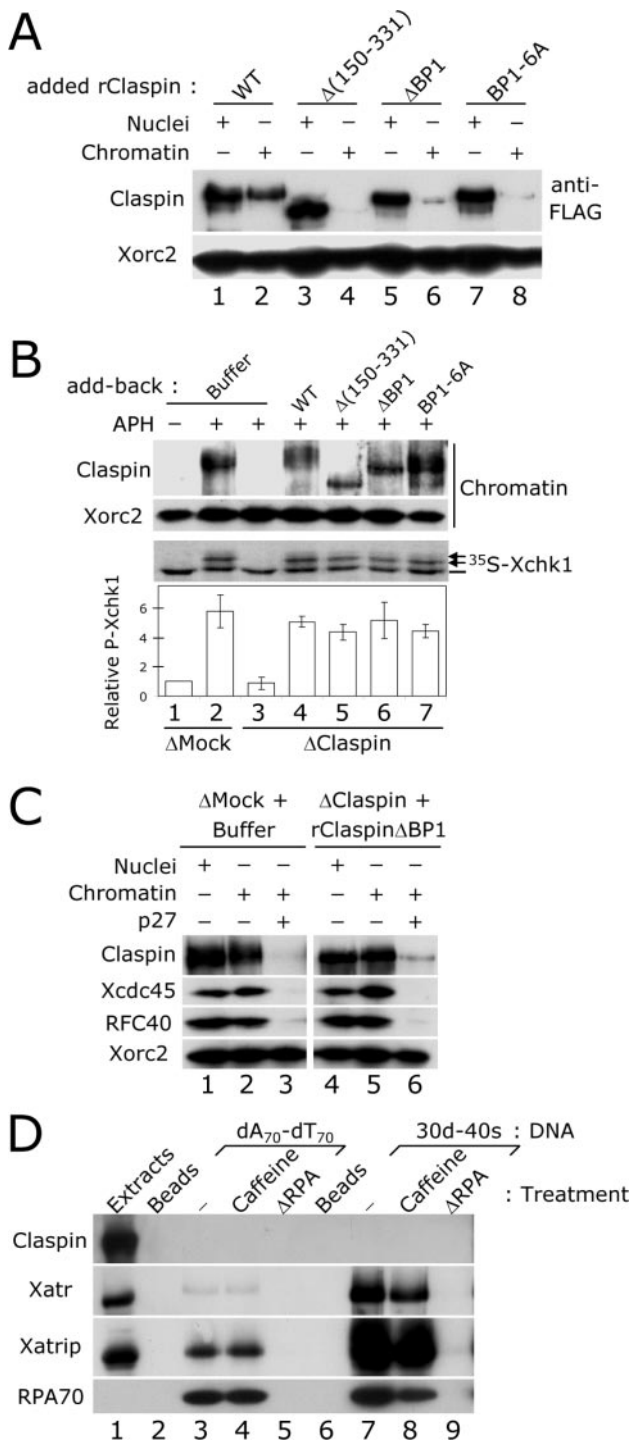 A
added rClaspin : WT Δ(150-331) ΔBP1 BP1-6A
Nuclei + − + − + − + −
Chromatin − + − + − + − +
Claspin anti-FLAG
Xorc2
1 2 3 4 5 6 7 8
B
add-back : Buffer WT Δ(150-331) ΔBP1 BP1-6A
APH − + + + + + +
Claspin
Chromatin
Xorc2
³⁵S-Xchk1
Relative P-Xchk1
6
4
2
0
1 2 3 4 5 6 7
ΔMock ΔClaspin
C
ΔMock + Buffer ΔClaspin + rClaspinΔBP1
Nuclei + − − + − −
Chromatin − + + − + +
p27 − − + − − +
Claspin
Xcdc45
RFC40
Xorc2
1 2 3 4 5 6
D
dA₇₀-dT₇₀ 30d-40s : DNA
Extracts Beads − Caffeine ΔRPA Beads − Caffeine ΔRPA : Treatment
Claspin
Xatr
Xatrip
RPA70
1 2 3 4 5 6 7 8 9